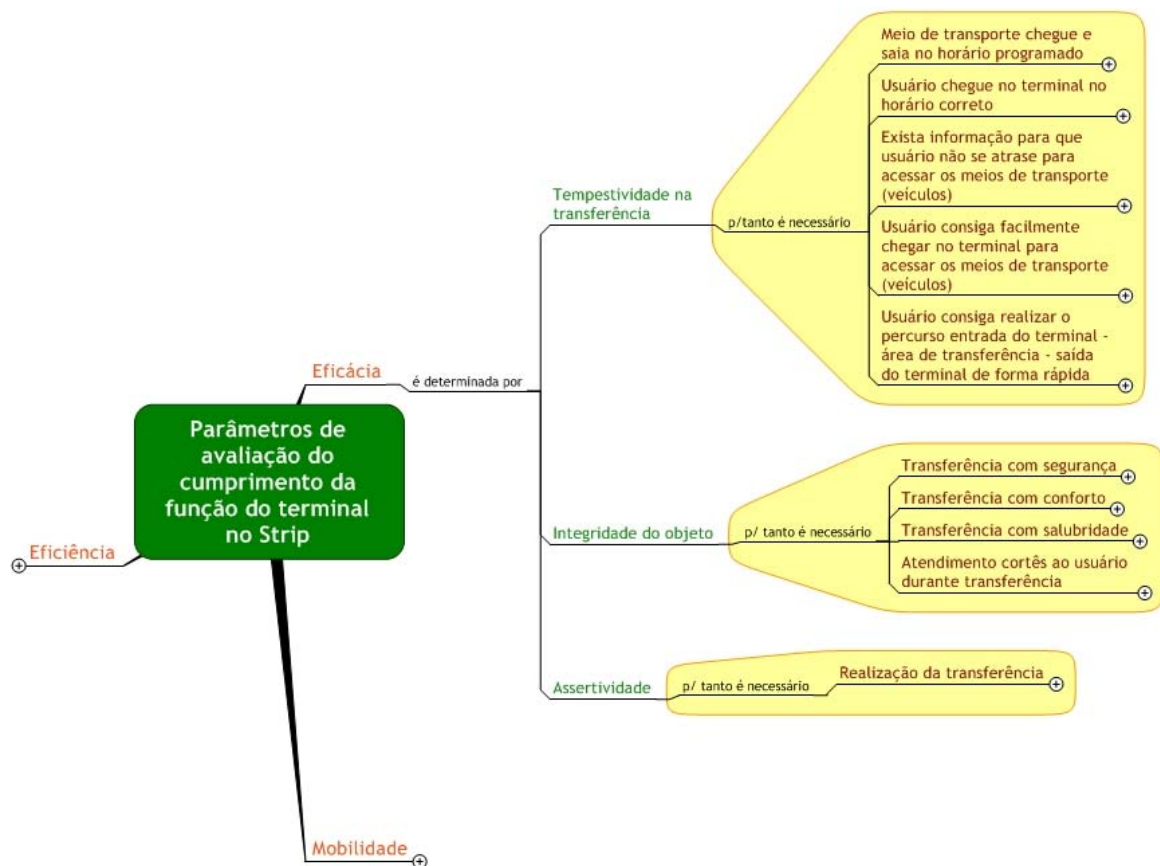 Parâmetros de
avaliação do
cumprimento da
função do terminal
no Strip
Eficácia
é determinada por
Tempestividade na
transferência
p/tanto é necessário
Meio de transporte chegue e
saia no horário programado
Usuário chegue no terminal no
horário correto
Exista informação para que
usuário não se atrase para
acessar os meios de transporte
(veículos)
Usuário consiga facilmente
chegar no terminal para
acessar os meios de transporte
(veículos)
Usuário consiga realizar o
percurso entrada do terminal -
área de transferência - saída
do terminal de forma rápida
Integridade do objeto
p/ tanto é necessário
Transferência com segurança
Transferência com conforto
Transferência com salubridade
Atendimento cortês ao usuário
durante transferência
Assertividade
p/ tanto é necessário
Realização da transferência
Eficiência
Mobilidade